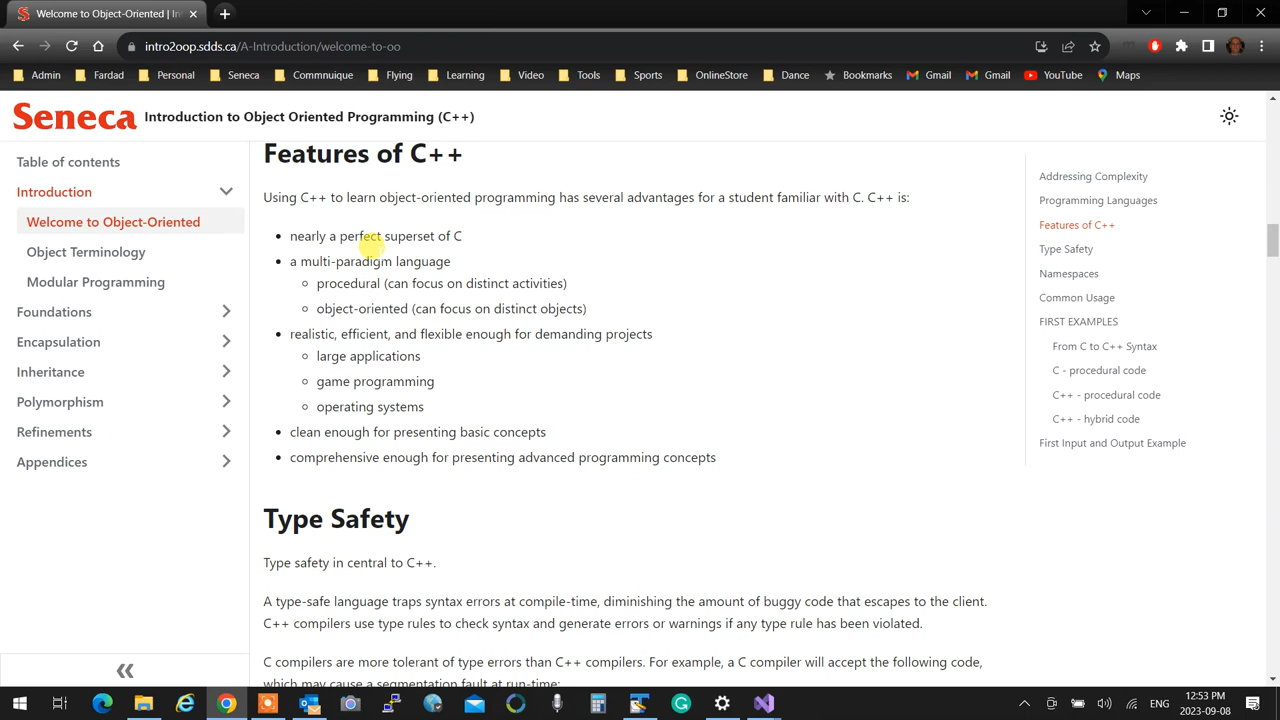 Welcome to Object-Oriented | In
intro2oop.sdds.ca/A-Introduction/welcome-to-oo
Admin Fardad Personal Seneca Commnuique Flying Learning Video Tools Sports OnlineStore Dance Bookmarks Gmail Gmail YouTube Maps
Seneca Introduction to Object Oriented Programming (C++)
Table of contents
Introduction
Welcome to Object-Oriented
Object Terminology
Modular Programming
Foundations
Encapsulation
Inheritance
Polymorphism
Refinements
Appendices
Features of C++
Using C++ to learn object-oriented programming has several advantages for a student familiar with C. C++ is:
• nearly a perfect superset of C
• a multi-paradigm language
◦ procedural (can focus on distinct activities)
◦ object-oriented (can focus on distinct objects)
• realistic, efficient, and flexible enough for demanding projects
◦ large applications
◦ game programming
◦ operating systems
• clean enough for presenting basic concepts
• comprehensive enough for presenting advanced programming concepts
Type Safety
Type safety in central to C++.
A type-safe language traps syntax errors at compile-time, diminishing the amount of buggy code that escapes to the client.
C++ compilers use type rules to check syntax and generate errors or warnings if any type rule has been violated.
C compilers are more tolerant of type errors than C++ compilers. For example, a C compiler will accept the following code,
which may cause a segmentation fault at run-time:
Addressing Complexity
Programming Languages
Features of C++
Type Safety
Namespaces
Common Usage
FIRST EXAMPLES
From C to C++ Syntax
C - procedural code
C++ - procedural code
C++ - hybrid code
First Input and Output Example
ENG
12:53 PM
2023-09-08